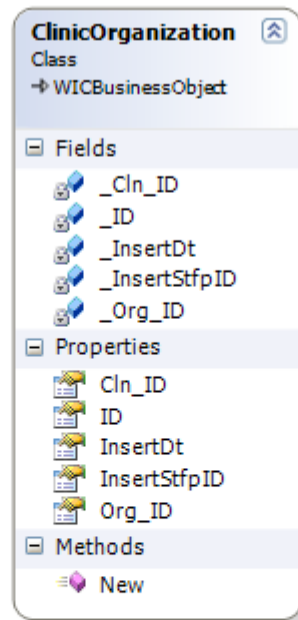 ClinicOrganization
Class
WICBusinessObject
Fields
_Cln_ID
_ID
_InsertDt
_InsertStfpID
_Org_ID
Properties
Cln_ID
ID
InsertDt
InsertStfpID
Org_ID
Methods
New